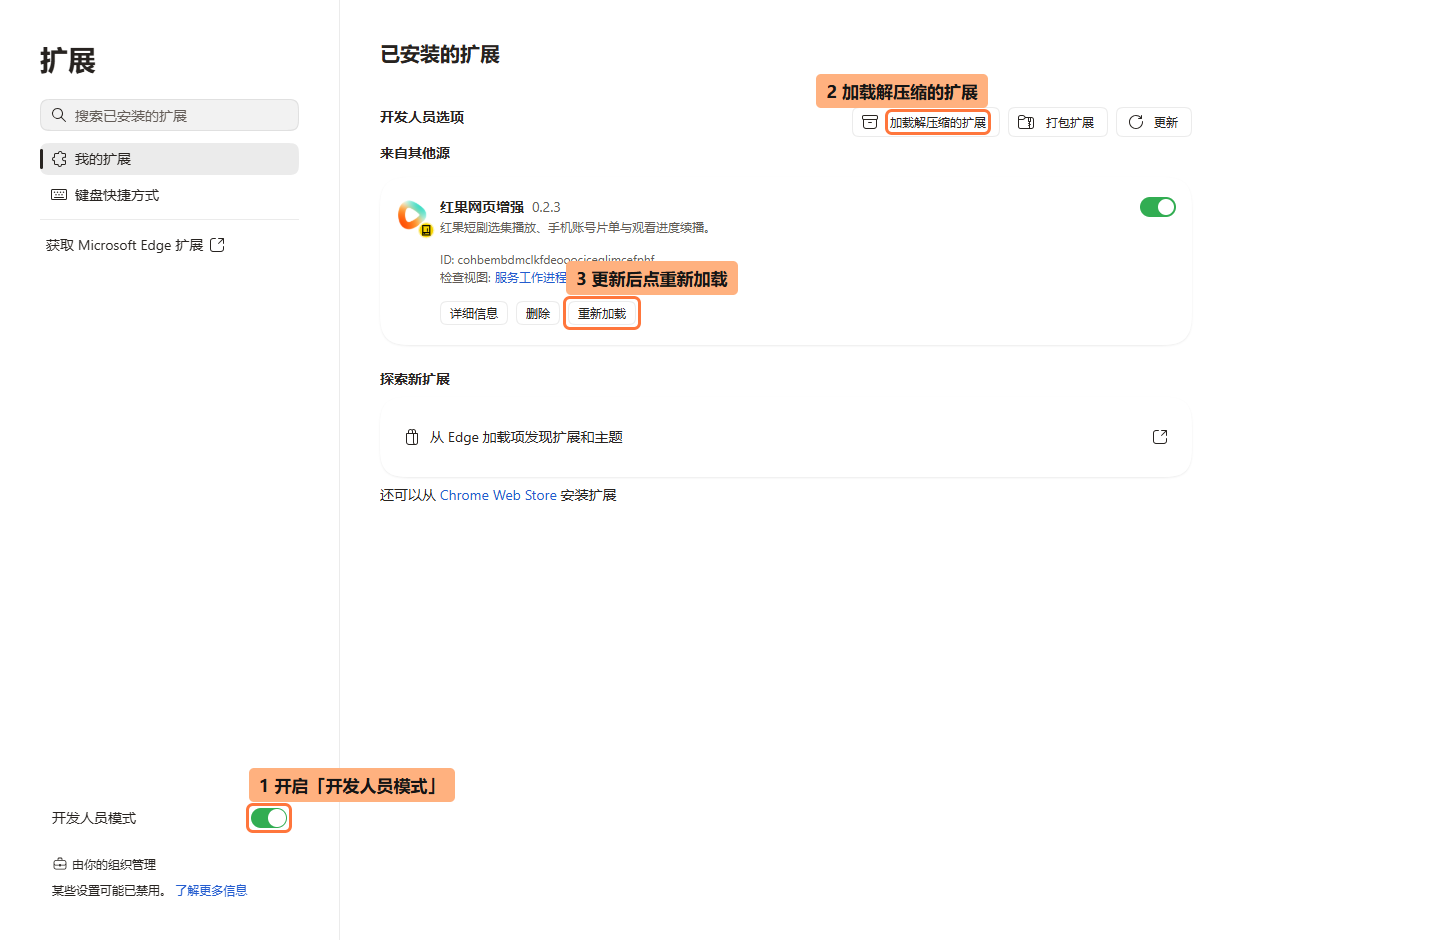 扩展
搜索已安装的扩展
我的扩展
键盘快捷方式
获取 Microsoft Edge 扩展
1 开启「开发人员模式」
开发人员模式
由你的组织管理
某些设置可能已禁用。 了解更多信息
已安装的扩展
2 加载解压缩的扩展
开发人员选项
加载解压缩的扩展
打包扩展
更新
来自其他源
红果网页增强 0.2.3
红果短剧选集播放、手机账号片单与观看进度续播。
ID:
检查视图: 服务工作进程
3 更新后点重新加载
详细信息
删除
重新加载
探索新扩展
从 Edge 加载项发现扩展和主题
还可以从 Chrome Web Store 安装扩展